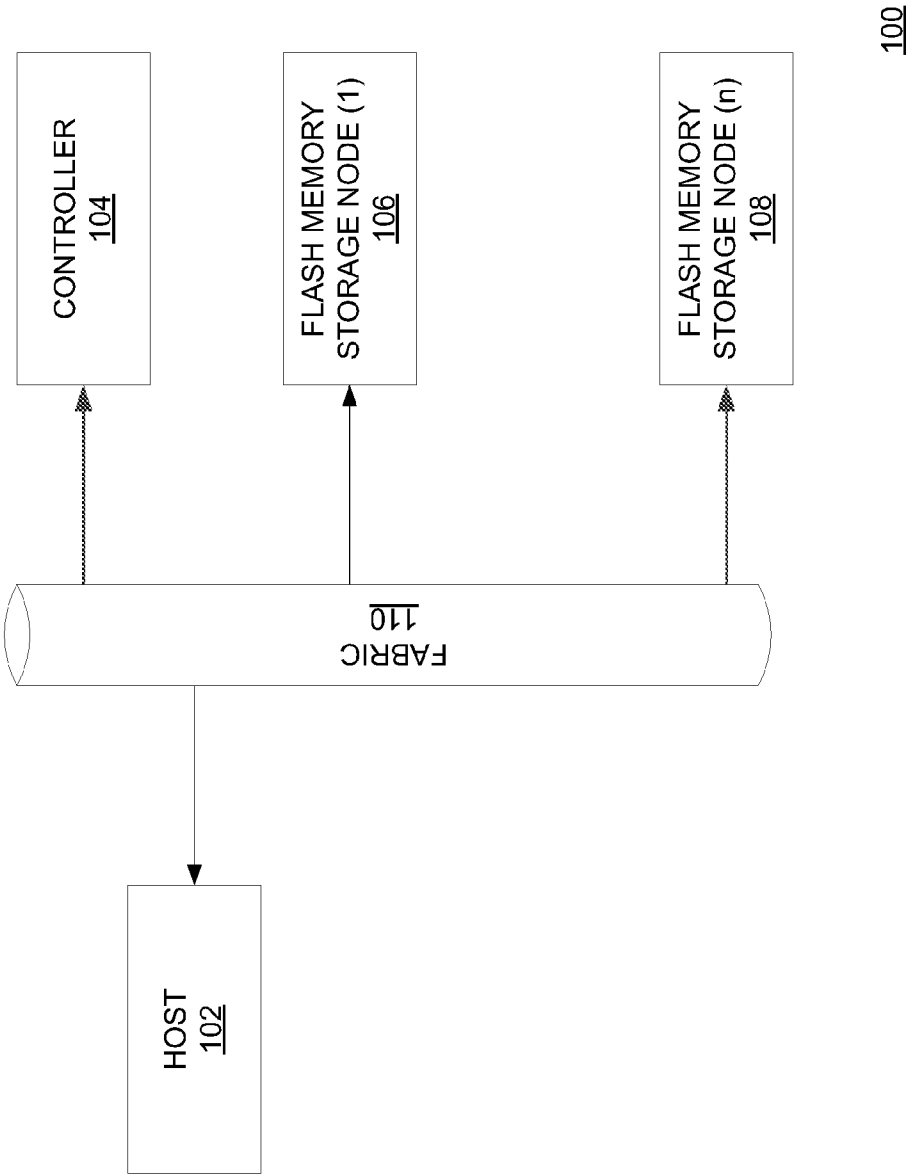 HOST
102
FABRIC
110
CONTROLLER
104
FLASH MEMORY
STORAGE NODE (1)
106
FLASH MEMORY
STORAGE NODE (n)
108
100